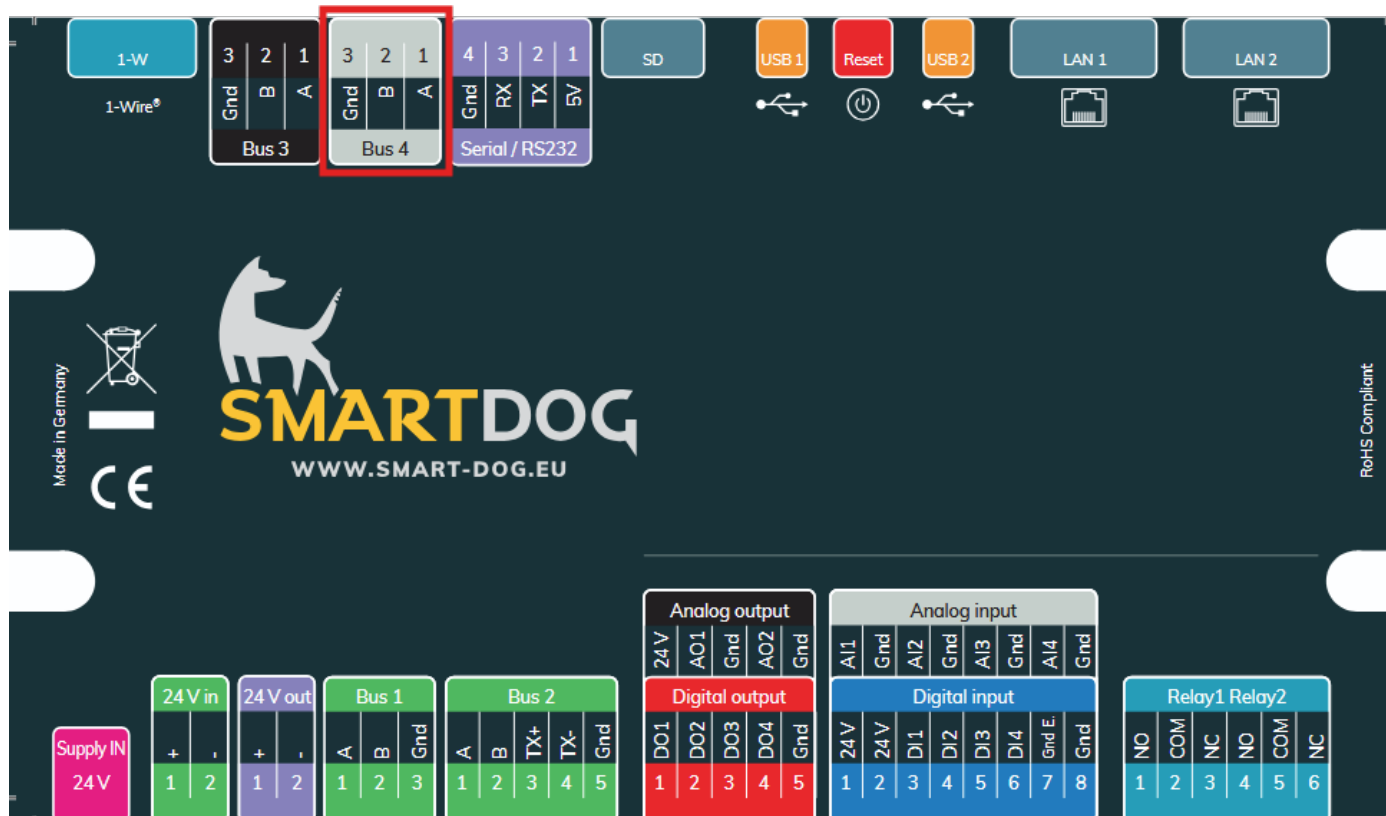 1-W
1-Wire®
3 2 1
Gnd B A
Bus 3
3 2 1
Gnd B A
Bus 4
4 3 2 1
Gnd RX TX 5V
Serial / RS232
SD
USB 1
Reset
USB 2
LAN 1
LAN 2
Made in Germany
CE
SMARTDOG
WWW.SMART-DOG.EU
RoHS Compliant
Supply IN
24 V
24 V in
+ -
1 2
24 V out
+ -
1 2
Bus 1
A B Gnd
1 2 3
Bus 2
A B TX+ TX- Gnd
1 2 3 4 5
Analog output
24 V AO1 Gnd AO2 Gnd
Digital output
DO1 DO2 DO3 DO4 Gnd
1 2 3 4 5
Analog input
AI1 Gnd AI2 Gnd AI3 Gnd AI4 Gnd
Digital input
24 V 24 V DI1 DI2 DI3 DI4 Gnd E. Gnd
1 2 3 4 5 6 7 8
Relay1 Relay2
NO COM NC NO COM NC
1 2 3 4 5 6